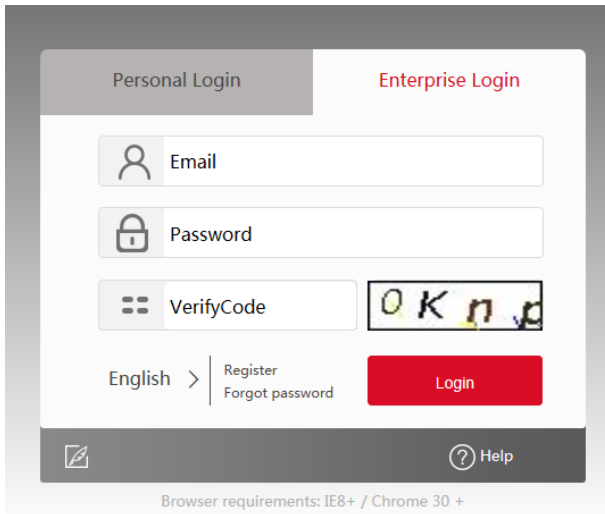 Personal Login
Enterprise Login
Email
Password
VerifyCode
English
Register
Forgot password
Login
Help
Browser requirements: IE8+ / Chrome 30 +